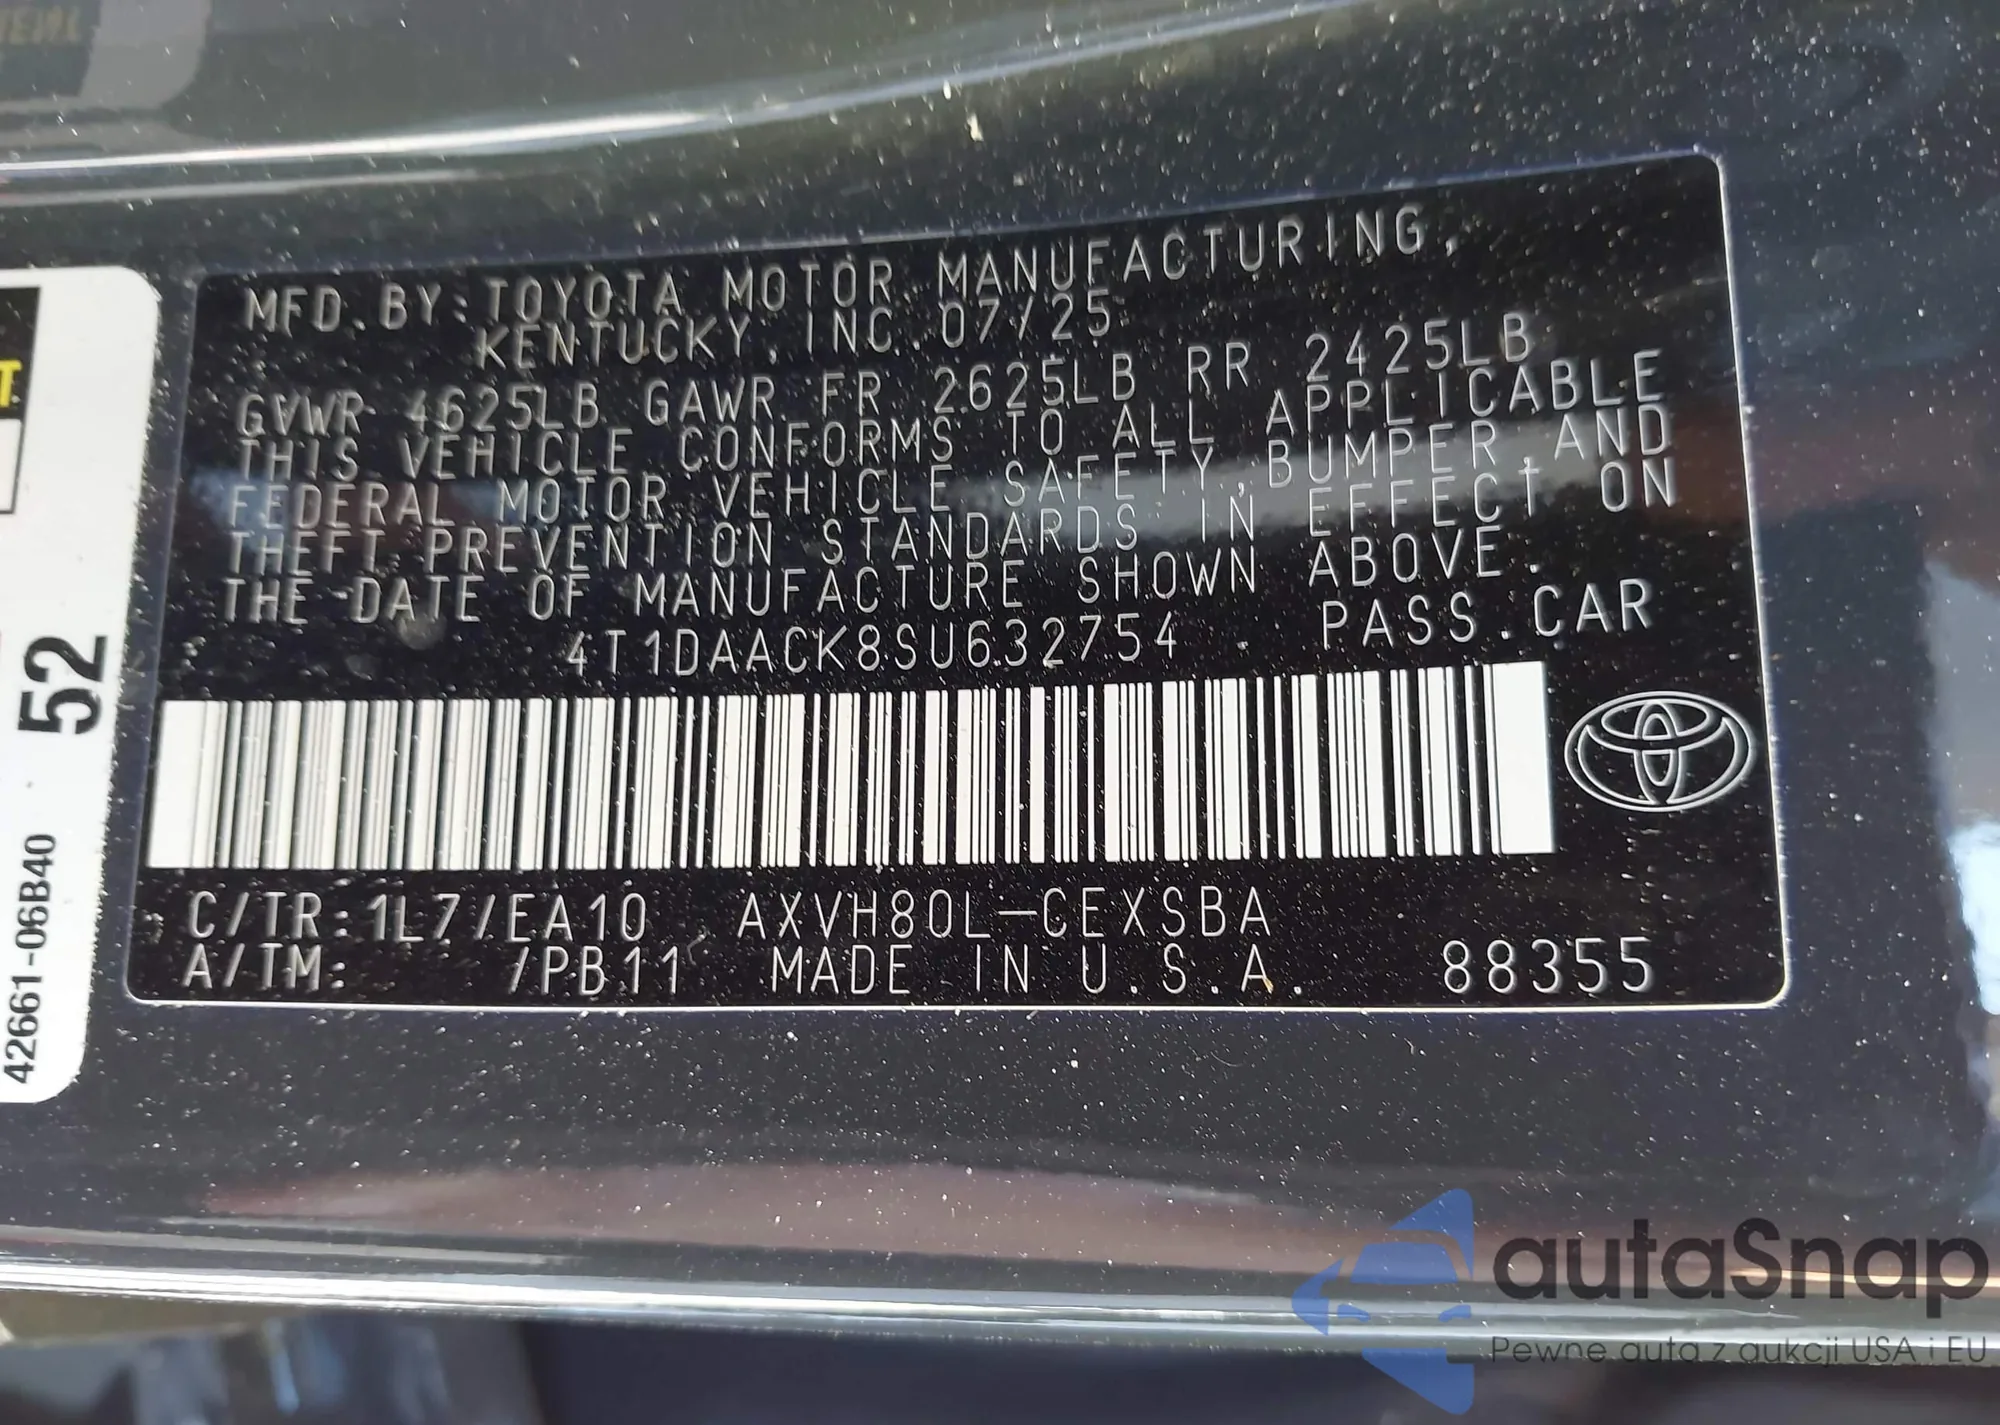 MFD. BY: TOYOTA MOTOR MANUFACTURING,
KENTUCKY, INC. 07/25
GVWR 4625LB GAWR FR 2625LB RR 2425LB
THIS VEHICLE CONFORMS TO ALL APPLICABLE
FEDERAL MOTOR VEHICLE SAFETY, BUMPER, AND
THEFT PREVENTION STANDARDS IN EFFECT ON
THE DATE OF MANUFACTURE SHOWN ABOVE.
4T1DAACK8SU632754 PASS. CAR
C/TR: 1L7/EA10 AXVH80L-CEXSBA
A/TM: /PB11 MADE IN U.S.A. 88355
T
52
42661-06B40
autaSnap
Pewne auta z aukcji USA i EU